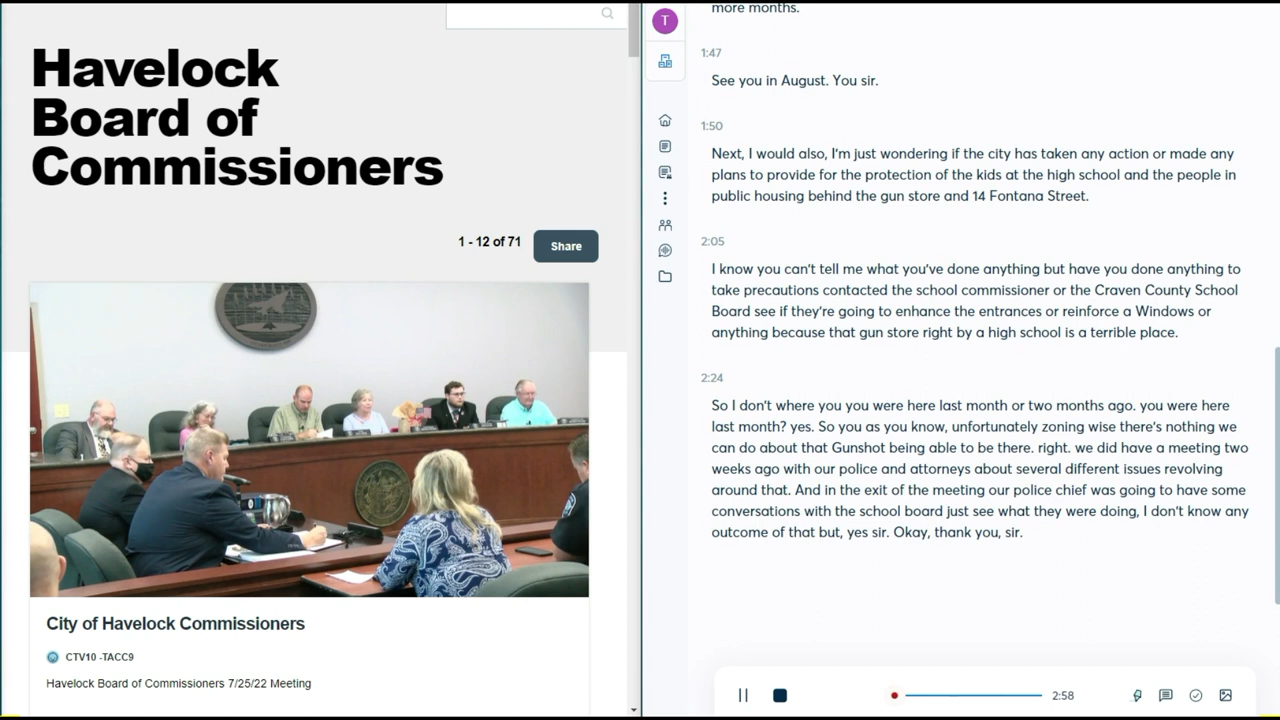 Havelock
Board of
Commissioners
1 - 12 of 71
Share
City of Havelock Commissioners
CTV10 -TACC9
Havelock Board of Commissioners 7/25/22 Meeting
T
more months.
1:47
See you in August. You sir.
1:50
Next, I would also, I'm just wondering if the city has taken any action or made any
plans to provide for the protection of the kids at the high school and the people in
public housing behind the gun store and 14 Fontana Street.
2:05
I know you can't tell me what you've done anything but have you done anything to
take precautions contacted the school commissioner or the Craven County School
Board see if they're going to enhance the entrances or reinforce a Windows or
anything because that gun store right by a high school is a terrible place.
2:24
So I don't where you you were here last month or two months ago. you were here
last month? yes. So you as you know, unfortunately zoning wise there's nothing we
can do about that Gunshot being able to be there. right. we did have a meeting two
weeks ago with our police and attorneys about several different issues revolving
around that. And in the exit of the meeting our police chief was going to have some
conversations with the school board just see what they were doing, I don't know any
outcome of that but, yes sir. Okay, thank you, sir.
2:58